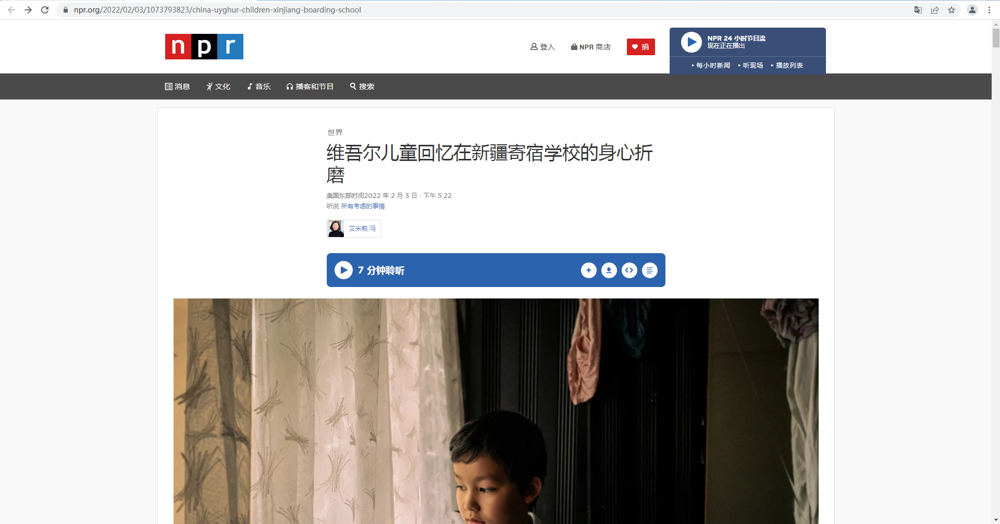 npr.org/2022/02/03/1073793823/china-uyghur-children-xinjiang-boarding-school
npr
登入
NPR 商店
捐
NPR 24 小时节目流
现在正在播出
每小时新闻 听现场 播放列表
消息 文化 音乐 播客和节目 搜索
世界
维吾尔儿童回忆在新疆寄宿学校的身心折
磨
美国东部时间2022 年 2 月 3 日 · 下午 5:22
听说 所有考虑的事情
艾米莉·冯
7 分钟聆听